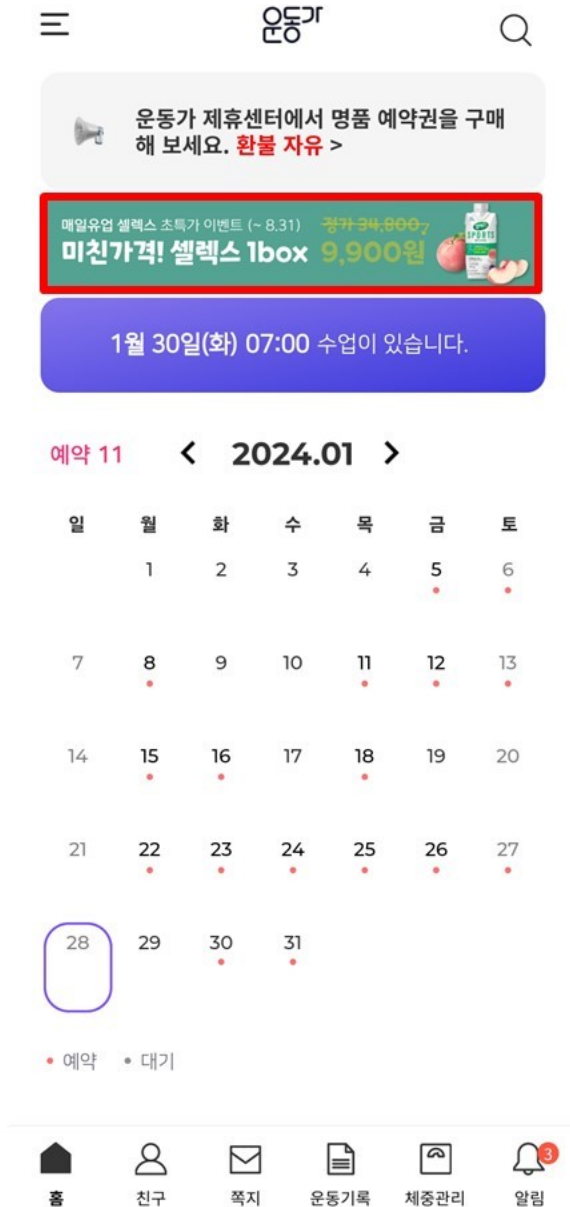 운동가
운동가 제휴센터에서 명품 예약권을 구매
해 보세요. 환불 자유 >
매일유업 셀렉스 초특가 이벤트 (~ 8.31) 정가 34,800
미친가격! 셀렉스 1box 9,900원
SPORTS
1월 30일(화) 07:00 수업이 있습니다.
예약 11 < 2024.01 >
일 월 화 수 목 금 토
1 2 3 4 5 6
7 8 9 10 11 12 13
14 15 16 17 18 19 20
21 22 23 24 25 26 27
28 29 30 31
• 예약 • 대기
3
홈 친구 쪽지 운동기록 체중관리 알림